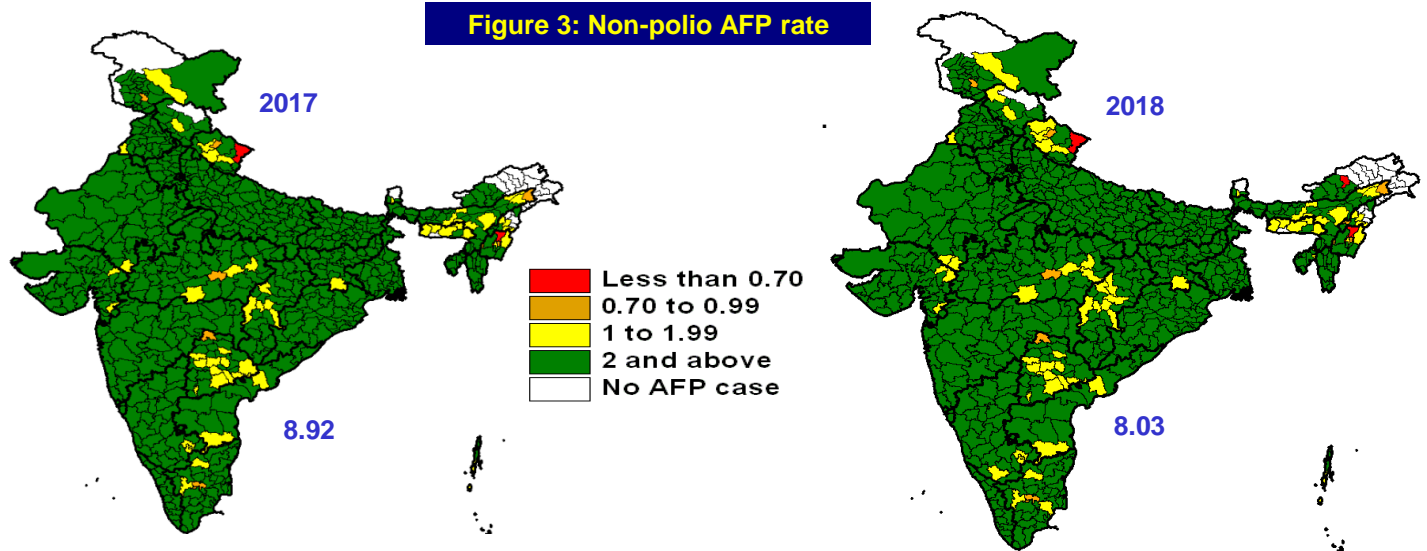 Figure 3: Non-polio AFP rate
2017
2018
Less than 0.70
0.70 to 0.99
1 to 1.99
2 and above
No AFP case
8.92
8.03